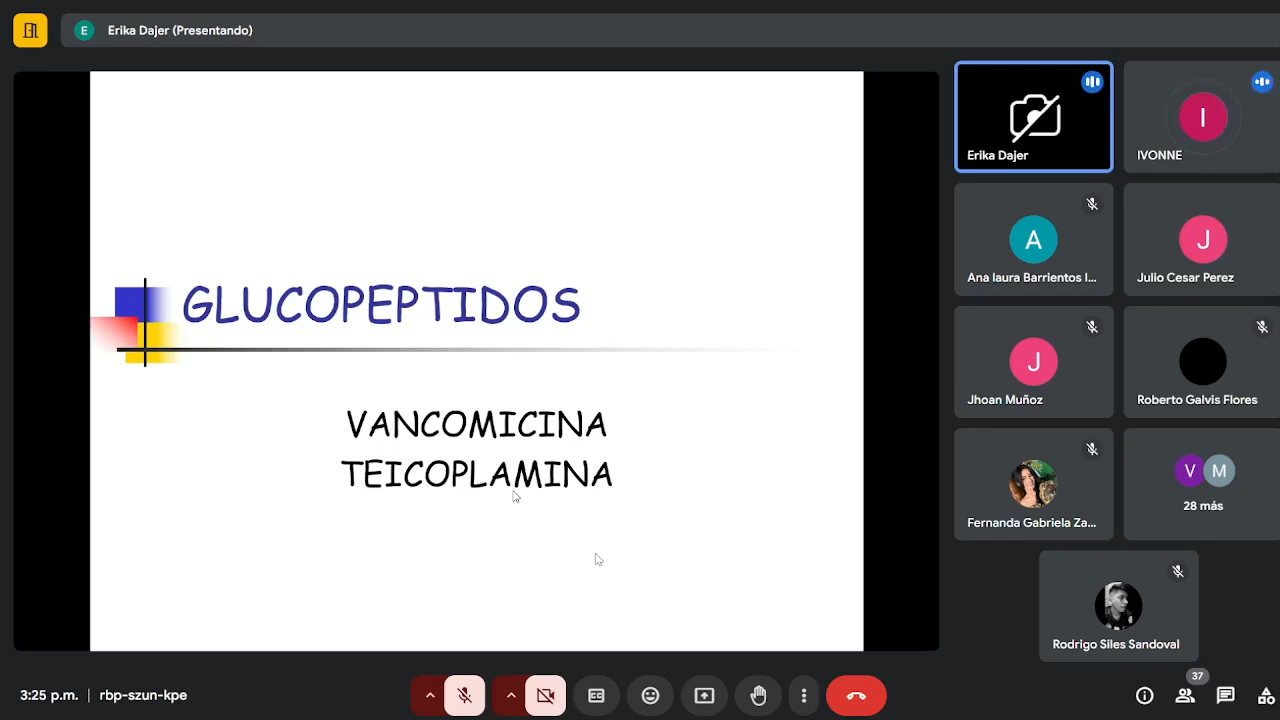 E Erika Dajer (Presentando)
GLUCOPEPTIDOS
VANCOMICINA
TEICOPLAMINA
Erika Dajer
I
IVONNE
A
Ana laura Barrientos I...
J
Julio Cesar Perez
J
Jhoan Muñoz
Roberto Galvis Flores
Fernanda Gabriela Za...
V M
28 más
Rodrigo Siles Sandoval
3:25 p.m. | rbp-szun-kpe
37